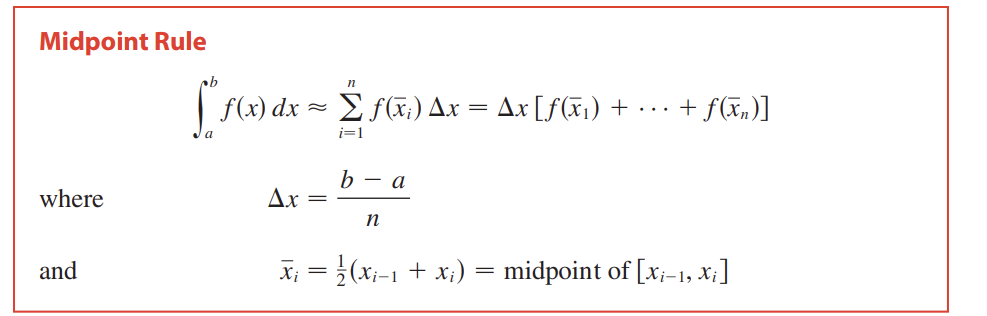 Midpoint Rule
∫_a^b f(x) dx ≈ ∑_{i=1}^n f(x̄_i) Δx = Δx [f(x̄_1) + ··· + f(x̄_n)]
where Δx = (b − a)/n
and x̄_i = ½(x_{i−1} + x_i) = midpoint of [x_{i−1}, x_i]